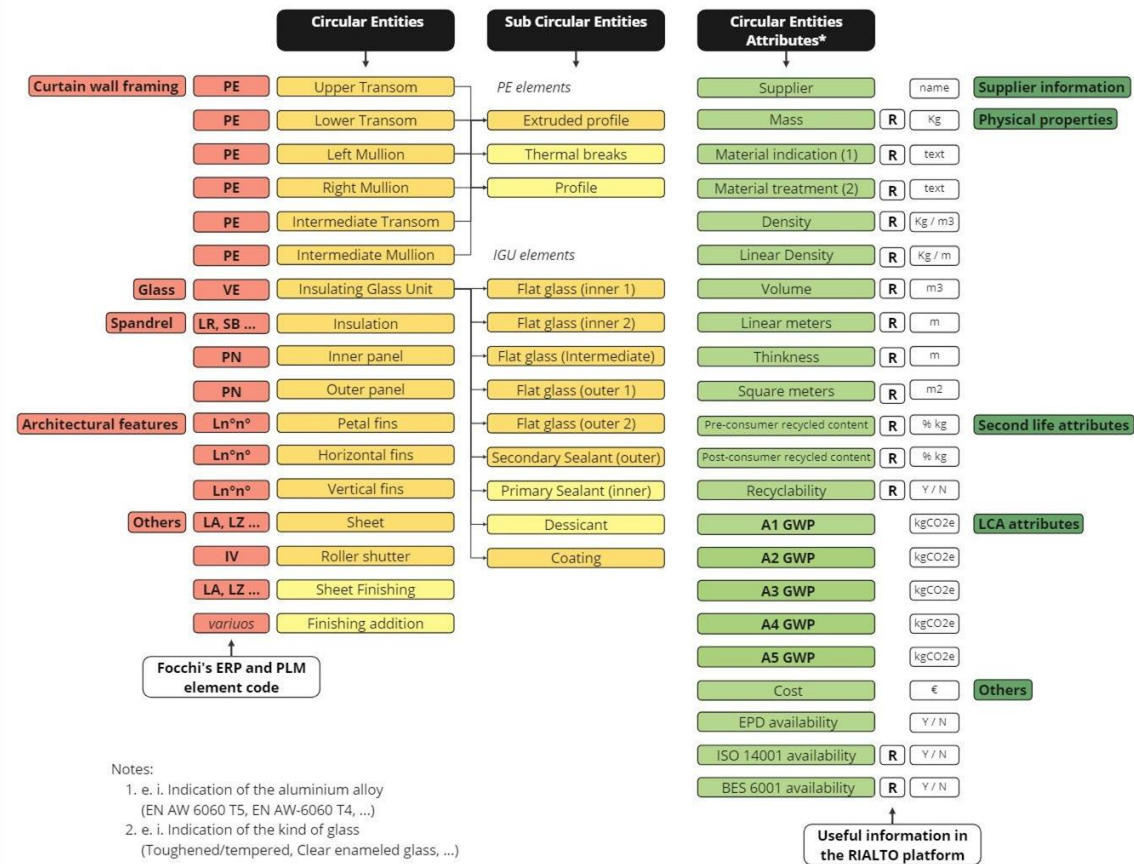 Circular Entities
Sub Circular Entities
Circular Entities
Attributes*
Curtain wall framing PE Upper Transom PE elements Supplier name Supplier information
PE Lower Transom Extruded profile Mass R Kg Physical properties
PE Left Mullion Thermal breaks Material indication (1) R text
PE Right Mullion Profile Material treatment (2) R text
PE Intermediate Transom Density R Kg / m3
PE Intermediate Mullion IGU elements Linear Density R Kg / m
Glass VE Insulating Glass Unit Flat glass (inner 1) Volume R m3
Spandrel LR, SB ... Insulation Flat glass (inner 2) Linear meters R m
PN Inner panel Flat glass (Intermediate) Thinkness R m
PN Outer panel Flat glass (outer 1) Square meters R m2
Architectural features Ln°n° Petal fins Flat glass (outer 2) Pre-consumer recycled content R % kg Second life attributes
Ln°n° Horizontal fins Secondary Sealant (outer) Post-consumer recycled content R % kg
Ln°n° Vertical fins Primary Sealant (inner) Recyclability R Y / N
Others LA, LZ ... Sheet Dessicant A1 GWP kgCO2e LCA attributes
IV Roller shutter Coating A2 GWP kgCO2e
LA, LZ ... Sheet Finishing A3 GWP kgCO2e
variuos Finishing addition A4 GWP kgCO2e
A5 GWP kgCO2e
Focchi's ERP and PLM
element code
Cost € Others
EPD availability Y / N
ISO 14001 availability R Y / N
BES 6001 availability R Y / N
Notes:
1. e. i. Indication of the aluminium alloy
(EN AW 6060 T5, EN AW-6060 T4, ...)
2. e. i. Indication of the kind of glass
(Toughened/tempered, Clear enameled glass, ...)
Useful information in
the RIALTO platform